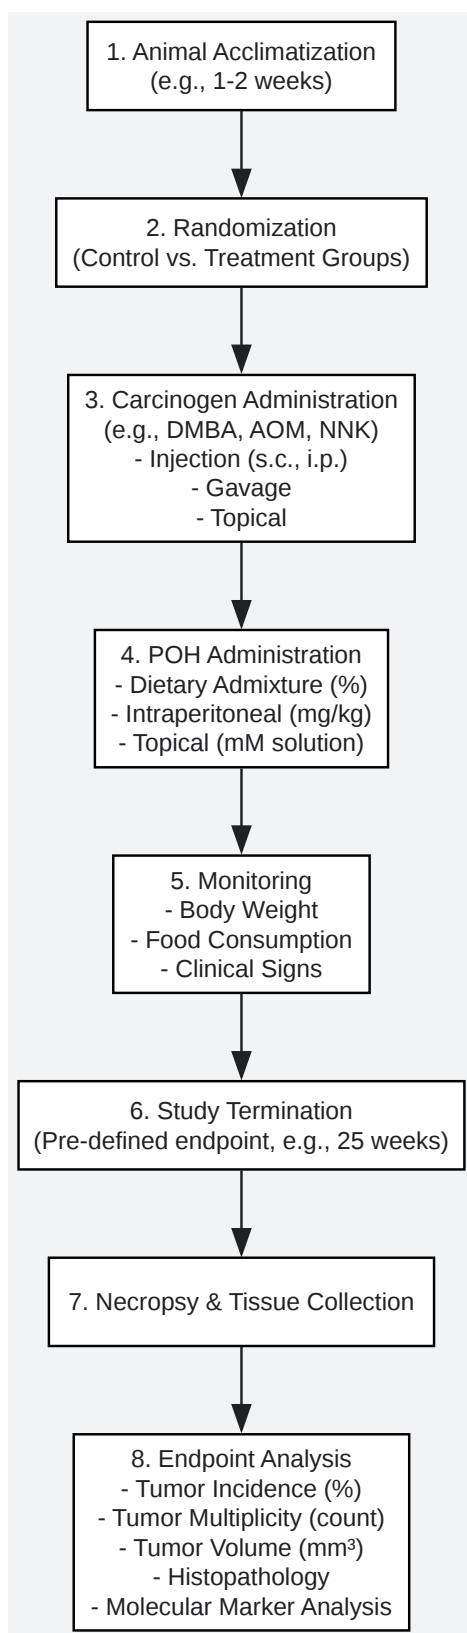 1. Animal Acclimatization
(e.g., 1-2 weeks)
2. Randomization
(Control vs. Treatment Groups)
3. Carcinogen Administration
(e.g., DMBA, AOM, NNK)
- Injection (s.c., i.p.)
- Gavage
- Topical
4. POH Administration
- Dietary Admixture (%)
- Intraperitoneal (mg/kg)
- Topical (mM solution)
5. Monitoring
- Body Weight
- Food Consumption
- Clinical Signs
6. Study Termination
(Pre-defined endpoint, e.g., 25 weeks)
7. Necropsy & Tissue Collection
8. Endpoint Analysis
- Tumor Incidence (%)
- Tumor Multiplicity (count)
- Tumor Volume (mm³)
- Histopathology
- Molecular Marker Analysis